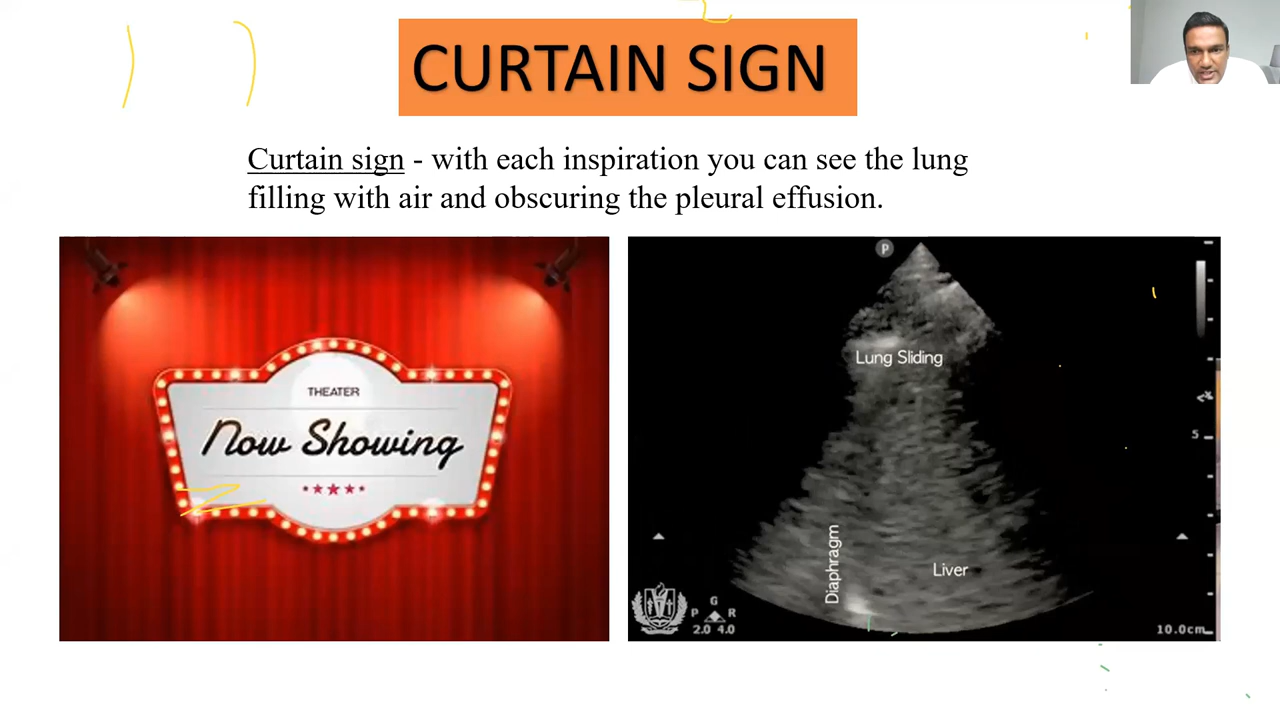 CURTAIN SIGN
Curtain sign - with each inspiration you can see the lung
filling with air and obscuring the pleural effusion.
THEATER
Now Showing
P
Lung Sliding
5
Diaphragm
Liver
G
P R
2.0 4.0
10.0cm